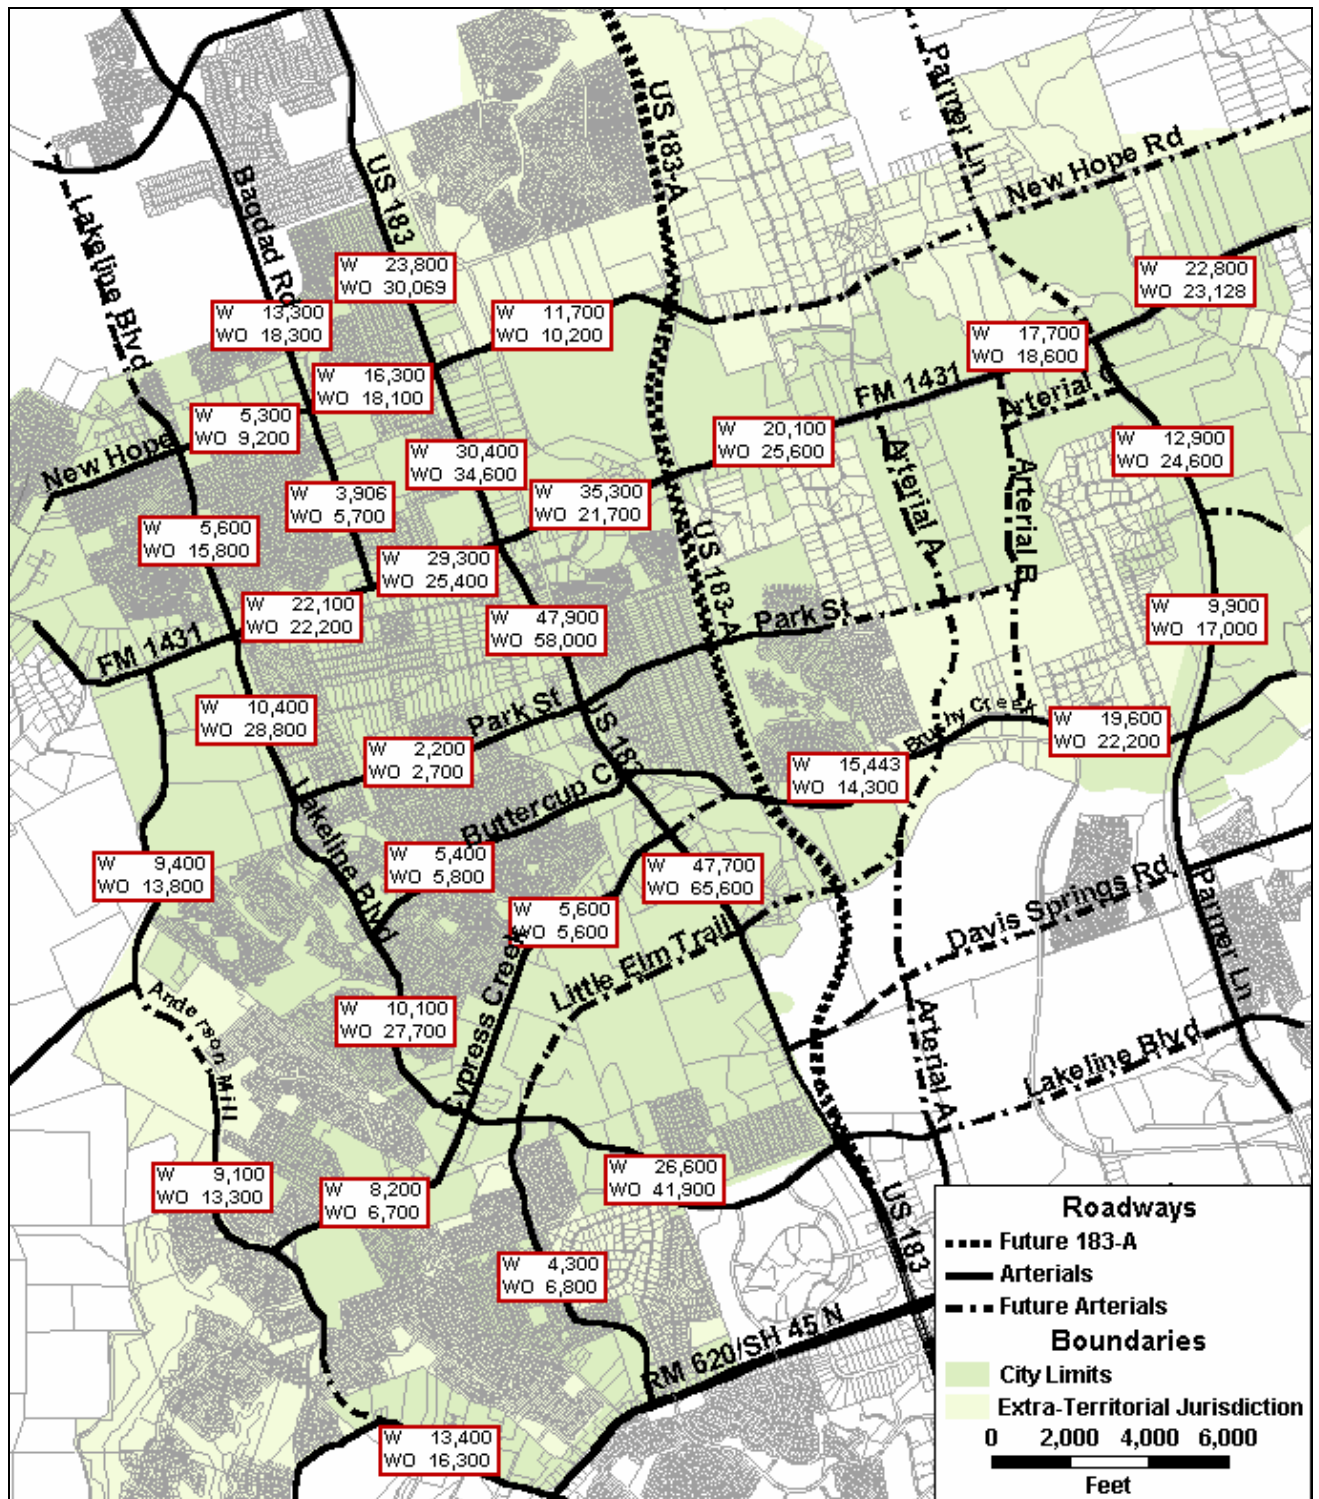 US 183-A
Parmer Ln
New Hope Rd
US 183
Bagdad Rd
Lakeline Blvd
W 23,800
WO 30,069
W 22,800
WO 23,128
W 13,300
WO 18,300
W 11,700
WO 10,200
W 17,700
WO 18,600
W 16,300
WO 18,100
FM 1431
Arterial C
W 5,300
WO 9,200
W 20,100
WO 25,600
New Hope
W 30,400
WO 34,600
W 12,900
WO 24,600
Arterial A
Arterial B
W 3,906
WO 5,700
W 35,300
WO 21,700
W 5,600
WO 15,800
US 183-A
W 29,300
WO 25,400
W 22,100
WO 22,200
W 47,900
WO 58,000
Park St
W 9,900
WO 17,000
FM 1431
W 10,400
WO 28,800
Park St
US 183
Brushy Creek
W 19,600
WO 22,200
W 2,200
WO 2,700
W 15,443
WO 14,300
Lakeline Blvd
Buttercup C
W 5,400
WO 5,800
W 9,400
WO 13,800
W 47,700
WO 65,600
W 5,600
WO 5,600
Davis Springs Rd
Parmer Ln
Little Elm Trail
Cypress Creek
Anderson Mill
W 10,100
WO 27,700
Arterial A
Lakeline Blvd
W 9,100
WO 13,300
W 8,200
WO 6,700
W 26,600
WO 41,900
US 183
W 4,300
WO 6,800
RM 620/SH 45 N
W 13,400
WO 16,300
Roadways
Future 183-A
Arterials
Future Arterials
Boundaries
City Limits
Extra-Territorial Jurisdiction
0 2,000 4,000 6,000
Feet